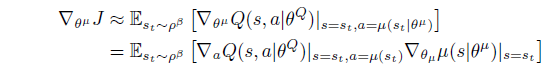 ∇_{θ^μ} J ≈ 𝔼_{s_t∼ρ^β} [∇_{θ^μ} Q(s, a|θ^Q)|_{s=s_t, a=μ(s_t|θ^μ)}]
= 𝔼_{s_t∼ρ^β} [∇_a Q(s, a|θ^Q)|_{s=s_t, a=μ(s_t)} ∇_{θ_μ} μ(s|θ^μ)|_{s=s_t}]